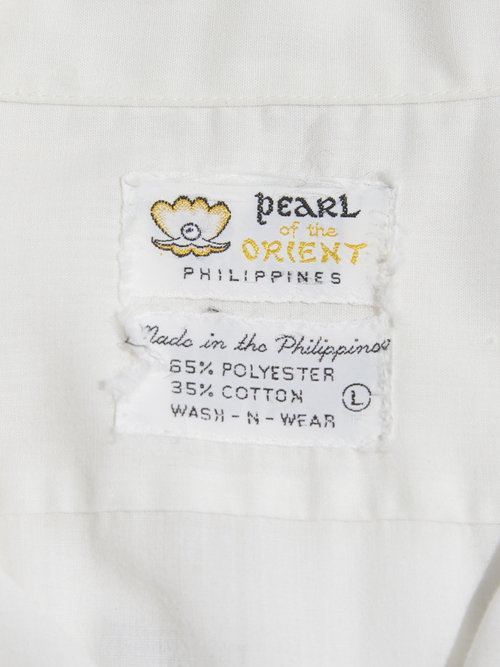 pearl
of the
ORIENT
PHILIPPINES
Made in the Philippines
65% POLYESTER
35% COTTON
L
WASH-N-WEAR